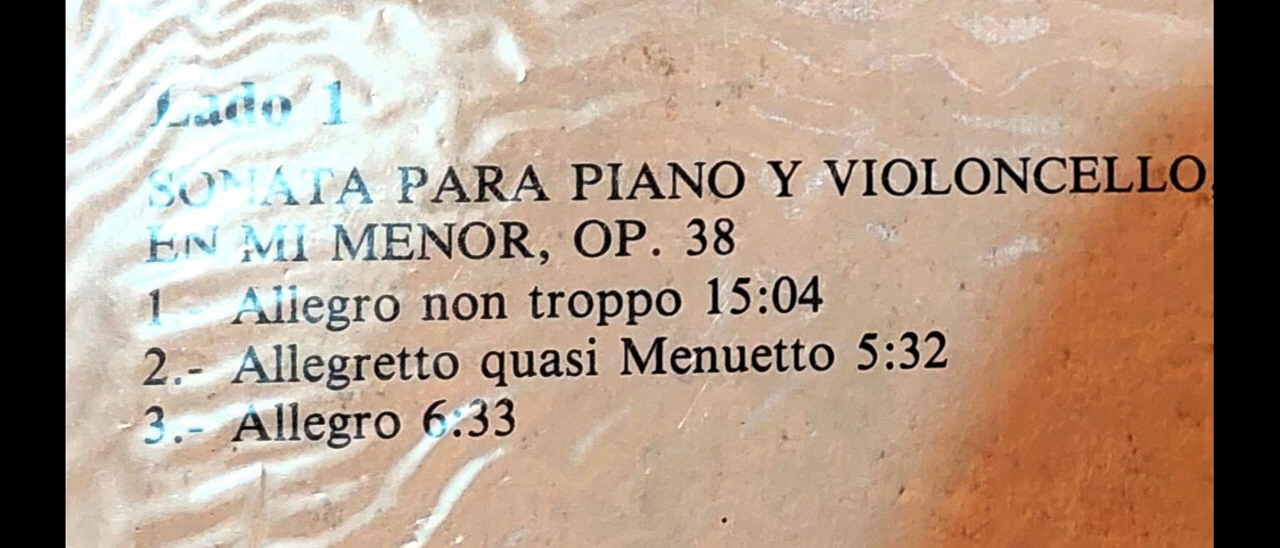 Lado 1
SONATA PARA PIANO Y VIOLONCELLO,
EN MI MENOR, OP. 38
1.- Allegro non troppo 15:04
2.- Allegretto quasi Menuetto 5:32
3.- Allegro 6:33